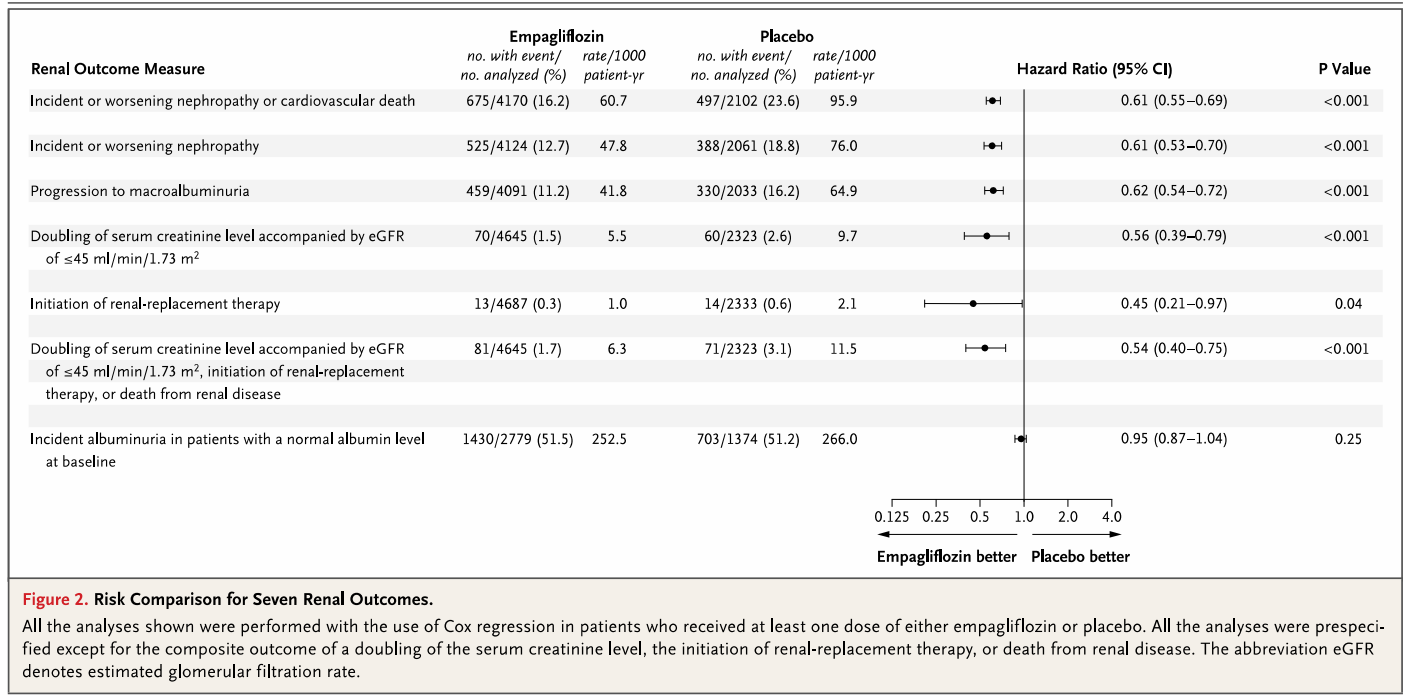 Empagliflozin Placebo
no. with event/ rate/1000 no. with event/ rate/1000
Renal Outcome Measure no. analyzed (%) patient-yr no. analyzed (%) patient-yr Hazard Ratio (95% CI) P Value
Incident or worsening nephropathy or cardiovascular death 675/4170 (16.2) 60.7 497/2102 (23.6) 95.9 0.61 (0.55–0.69) <0.001
Incident or worsening nephropathy 525/4124 (12.7) 47.8 388/2061 (18.8) 76.0 0.61 (0.53–0.70) <0.001
Progression to macroalbuminuria 459/4091 (11.2) 41.8 330/2033 (16.2) 64.9 0.62 (0.54–0.72) <0.001
Doubling of serum creatinine level accompanied by eGFR 70/4645 (1.5) 5.5 60/2323 (2.6) 9.7 0.56 (0.39–0.79) <0.001
of ≤45 ml/min/1.73 m²
Initiation of renal-replacement therapy 13/4687 (0.3) 1.0 14/2333 (0.6) 2.1 0.45 (0.21–0.97) 0.04
Doubling of serum creatinine level accompanied by eGFR 81/4645 (1.7) 6.3 71/2323 (3.1) 11.5 0.54 (0.40–0.75) <0.001
of ≤45 ml/min/1.73 m², initiation of renal-replacement
therapy, or death from renal disease
Incident albuminuria in patients with a normal albumin level 1430/2779 (51.5) 252.5 703/1374 (51.2) 266.0 0.95 (0.87–1.04) 0.25
at baseline
0.125 0.25 0.5 1.0 2.0 4.0
Empagliflozin better Placebo better
Figure 2. Risk Comparison for Seven Renal Outcomes.
All the analyses shown were performed with the use of Cox regression in patients who received at least one dose of either empagliflozin or placebo. All the analyses were prespeci-
fied except for the composite outcome of a doubling of the serum creatinine level, the initiation of renal-replacement therapy, or death from renal disease. The abbreviation eGFR
denotes estimated glomerular filtration rate.